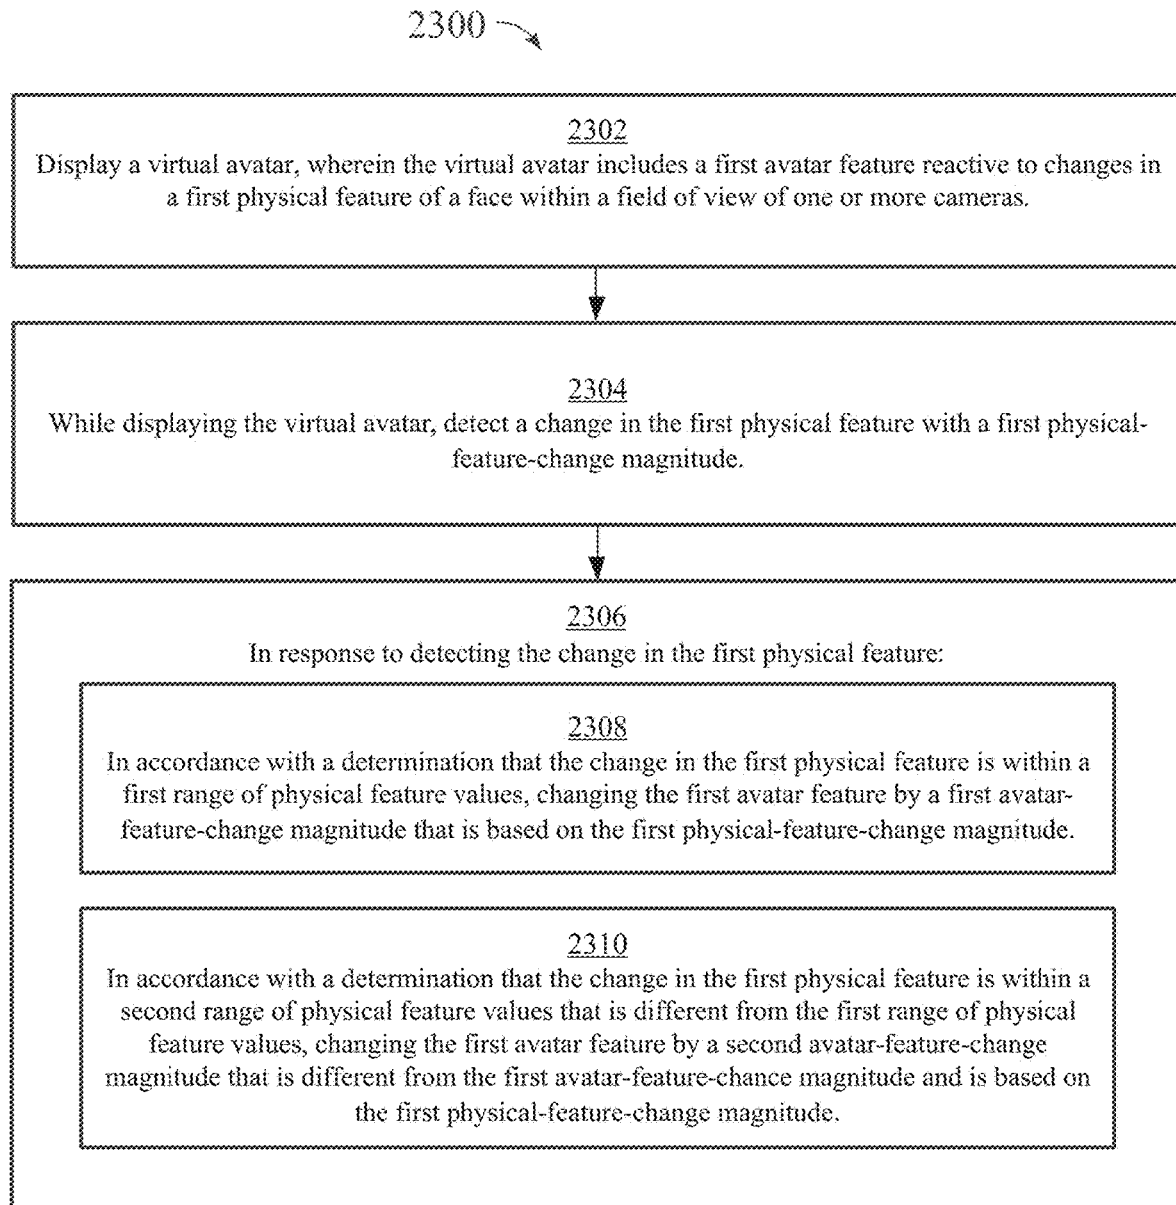 2300
2302
Display a virtual avatar, wherein the virtual avatar includes a first avatar feature reactive to changes in
a first physical feature of a face within a field of view of one or more cameras.
2304
While displaying the virtual avatar, detect a change in the first physical feature with a first physical-
feature-change magnitude.
2306
In response to detecting the change in the first physical feature:
2308
In accordance with a determination that the change in the first physical feature is within a
first range of physical feature values, changing the first avatar feature by a first avatar-
feature-change magnitude that is based on the first physical-feature-change magnitude.
2310
In accordance with a determination that the change in the first physical feature is within a
second range of physical feature values that is different from the first range of physical
feature values, changing the first avatar feature by a second avatar-feature-change
magnitude that is different from the first avatar-feature-chance magnitude and is based on
the first physical-feature-change magnitude.